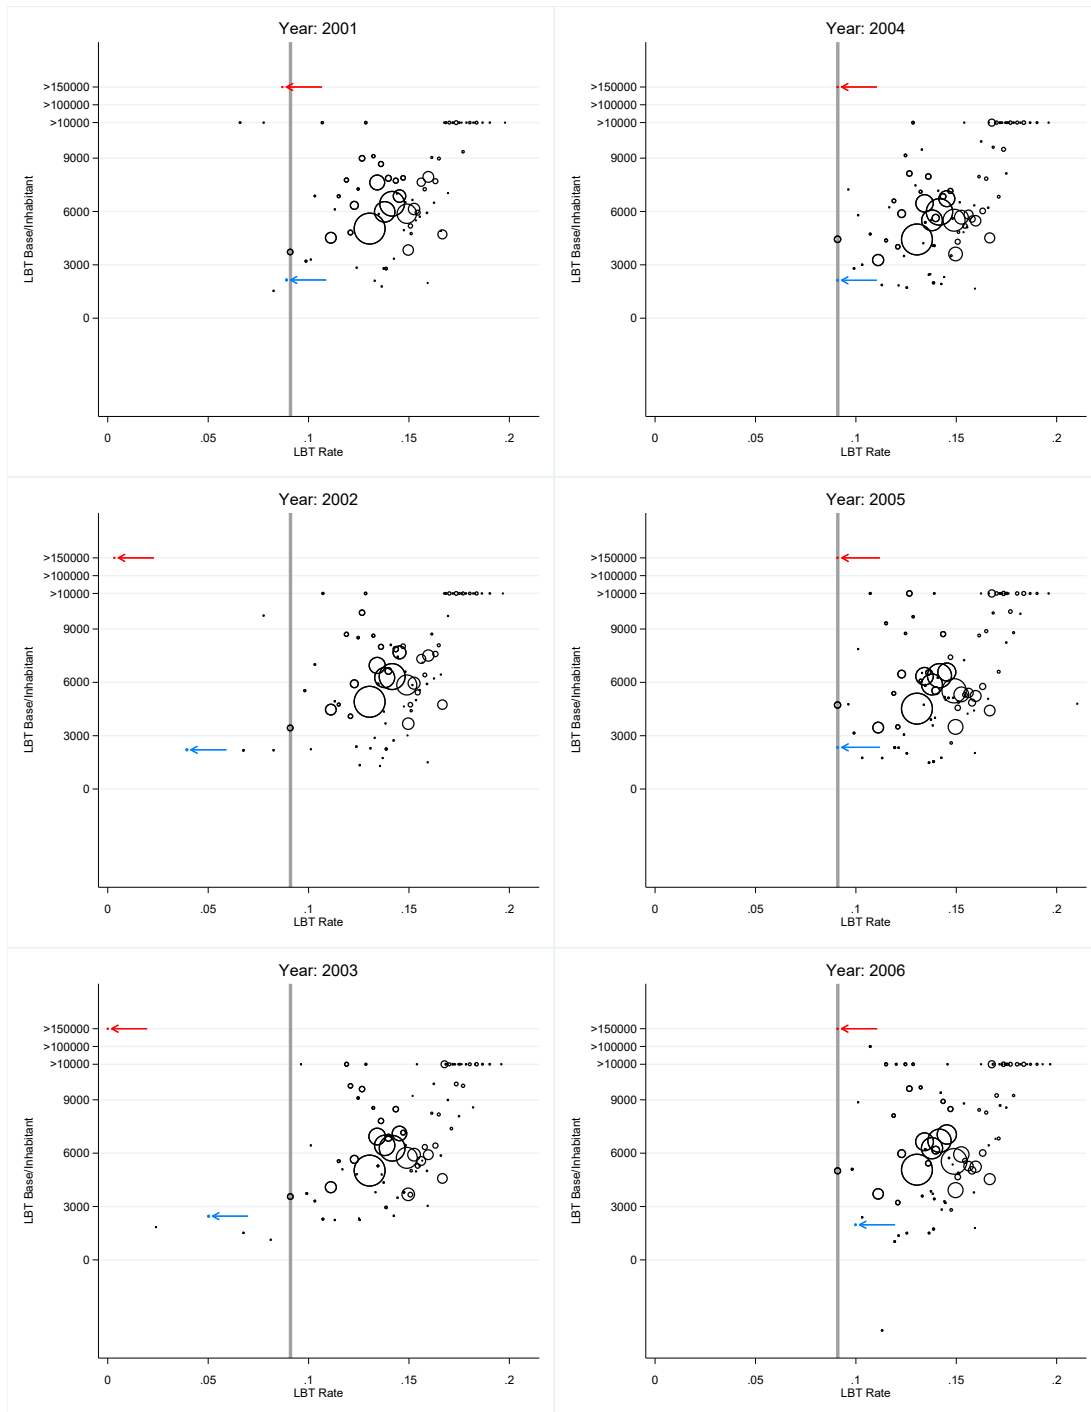 Year: 2001
LBT Base/Inhabitant
>150000
>100000
>10000
9000
6000
3000
0
0 .05 .1 .15 .2
LBT Rate
Year: 2004
LBT Base/Inhabitant
>150000
>100000
>10000
9000
6000
3000
0
0 .05 .1 .15 .2
LBT Rate
Year: 2002
LBT Base/Inhabitant
>150000
>100000
>10000
9000
6000
3000
0
0 .05 .1 .15 .2
LBT Rate
Year: 2005
LBT Base/Inhabitant
>150000
>100000
>10000
9000
6000
3000
0
0 .05 .1 .15 .2
LBT Rate
Year: 2003
LBT Base/Inhabitant
>150000
>100000
>10000
9000
6000
3000
0
0 .05 .1 .15 .2
LBT Rate
Year: 2006
LBT Base/Inhabitant
>150000
>100000
>10000
9000
6000
3000
0
0 .05 .1 .15 .2
LBT Rate